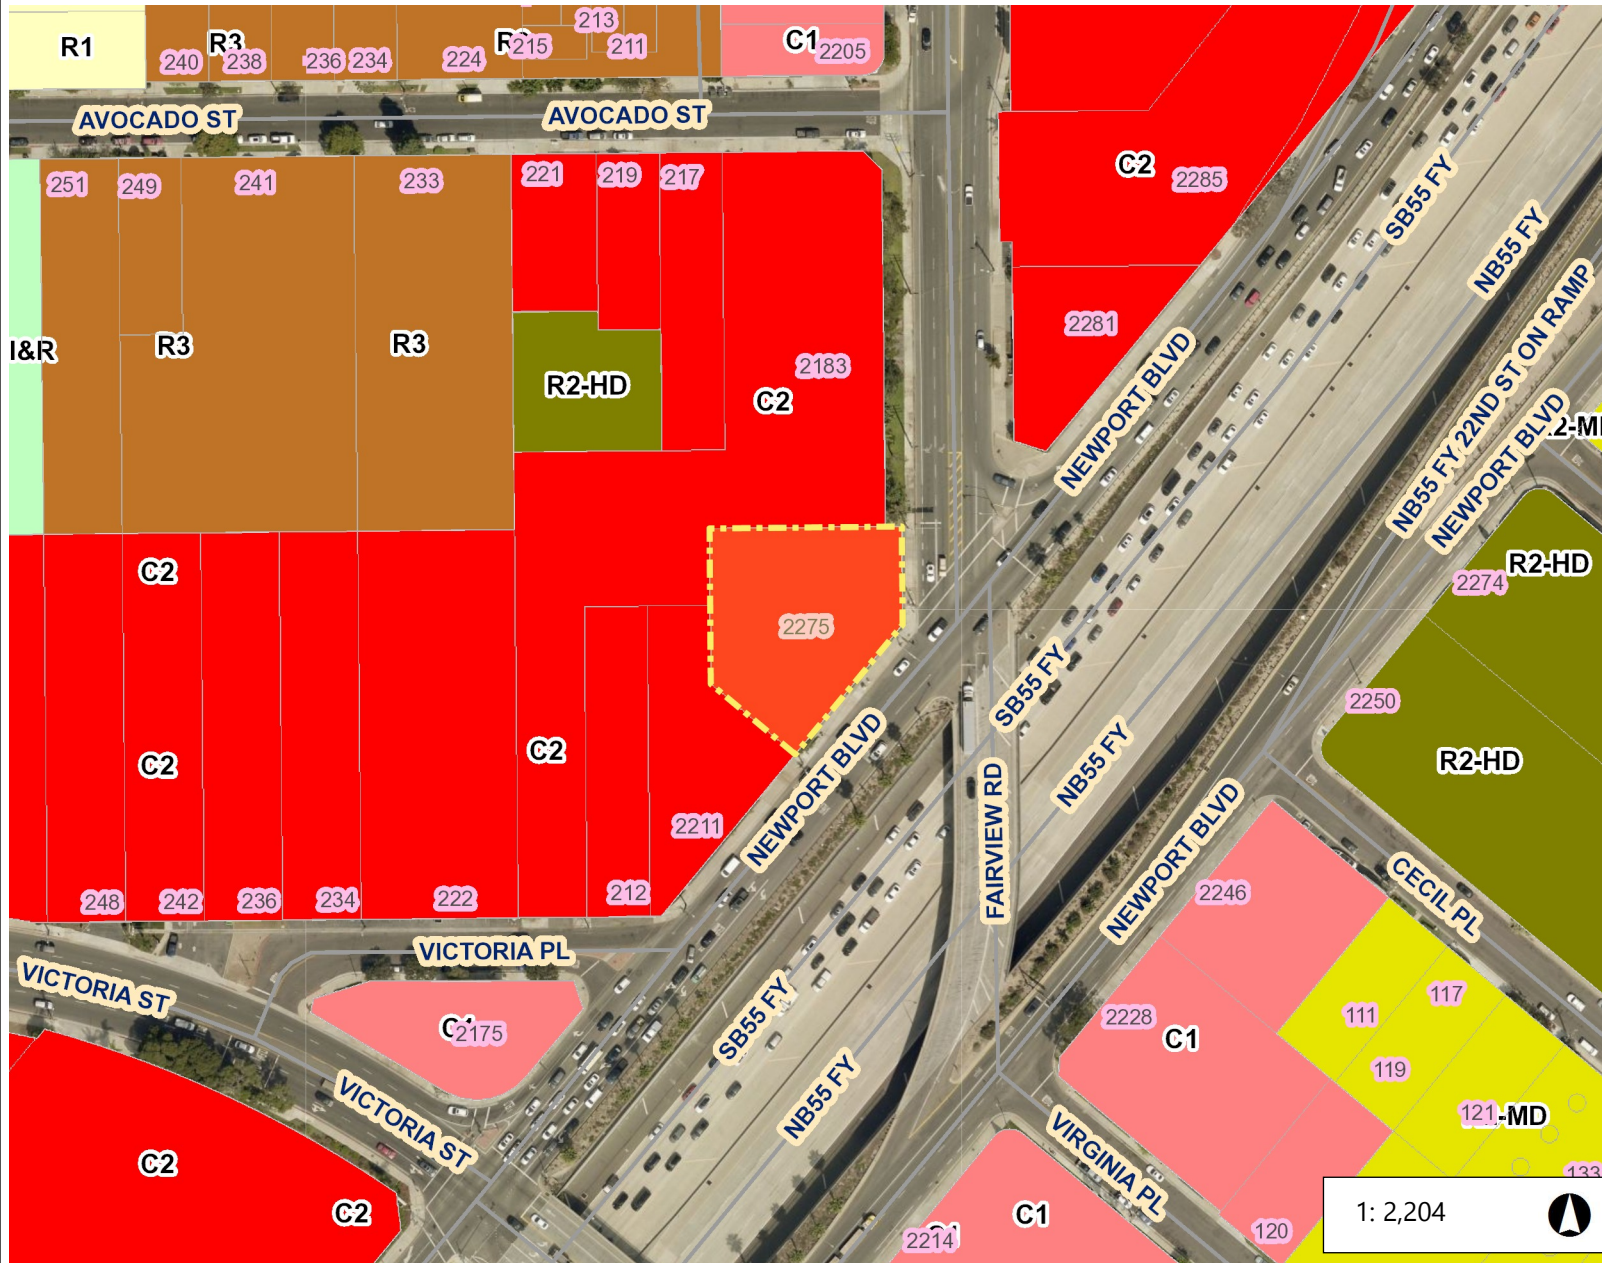 R1
R3
240
238
236
234
224
215
213
211
C1
2205
AVOCADO ST
AVOCADO ST
251
249
241
233
221
219
217
C2
2285
SB55 FY
NB55 FY
I&R
R3
R3
R2-HD
2183
C2
2281
NEWPORT BLVD
NB55 FY 22ND ST ON RAMP
NEWPORT BLVD
C2
2275
2274
R2-HD
2250
R2-HD
C2
C2
2211
NEWPORT BLVD
SB55 FY
NB55 FY
FAIRVIEW RD
NEWPORT BLVD
CECIL PL
248
242
236
234
222
212
2246
VICTORIA PL
VICTORIA ST
2175
SB55 FY
NB55 FY
2228
C1
111
117
119
121
-MD
133
VICTORIA ST
VIRGINIA PL
C2
C2
2214
C1
120
1: 2,204